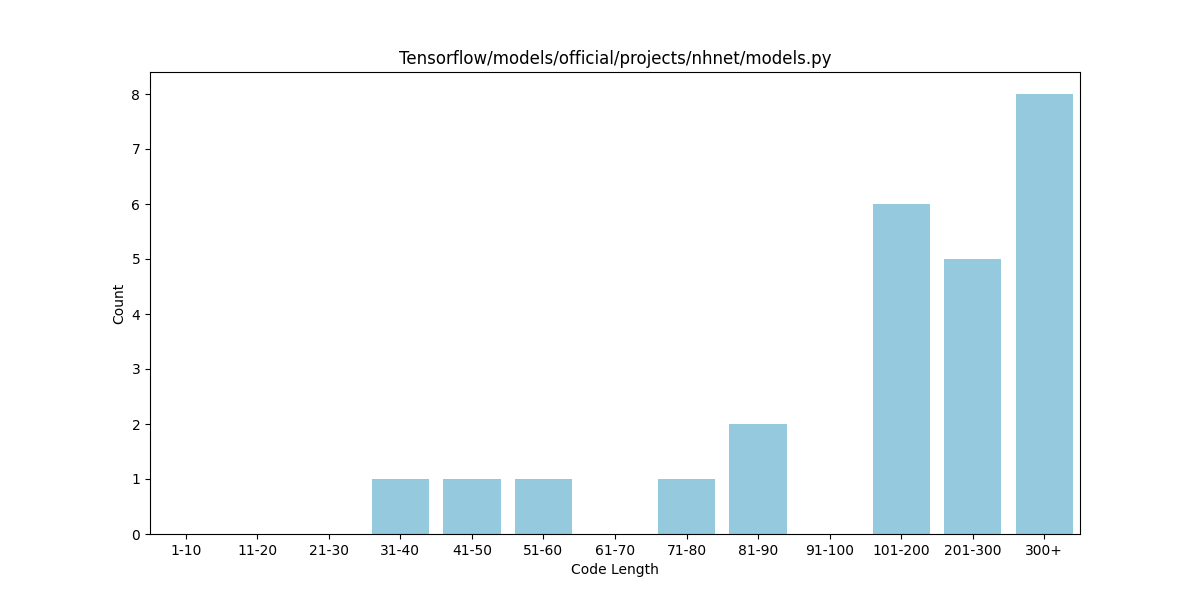 Tensorflow/models/official/projects/nhnet/models.py
8
7
6
5
4
3
2
1
0
Count
1-10 11-20 21-30 31-40 41-50 51-60 61-70 71-80 81-90 91-100 101-200 201-300 300+
Code Length